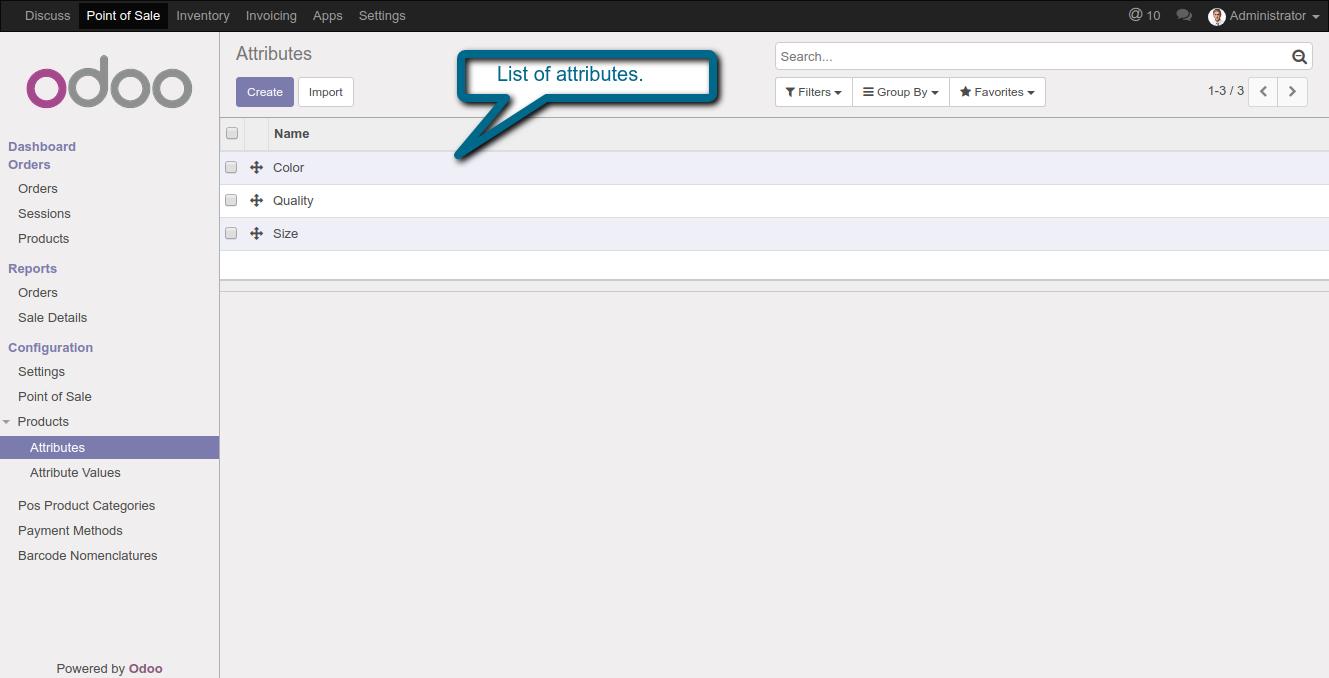 Discuss Point of Sale Inventory Invoicing Apps Settings @ 10 Administrator
odoo
Dashboard
Orders
Orders
Sessions
Products
Reports
Orders
Sale Details
Configuration
Settings
Point of Sale
Products
Attributes
Attribute Values
Pos Product Categories
Payment Methods
Barcode Nomenclatures
Powered by Odoo
Attributes
Search...
Create Import
List of attributes.
Filters Group By Favorites 1-3 / 3
Name
Color
Quality
Size